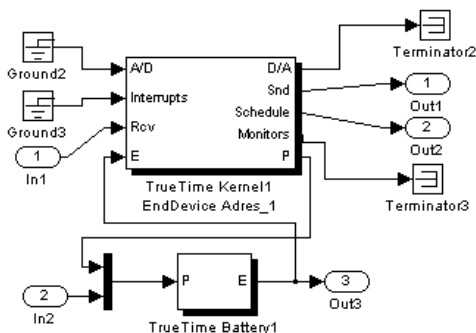 Ground2
A/D
D/A
Terminator2
Snd
1
Out1
Interrupts
Schedule
Ground3
Rcv
Monitors
2
Out2
1
In1
E
P
TrueTime Kernel1
EndDevice Adres_1
Terminator3
2
In2
P
E
3
Out3
TrueTime Battery1